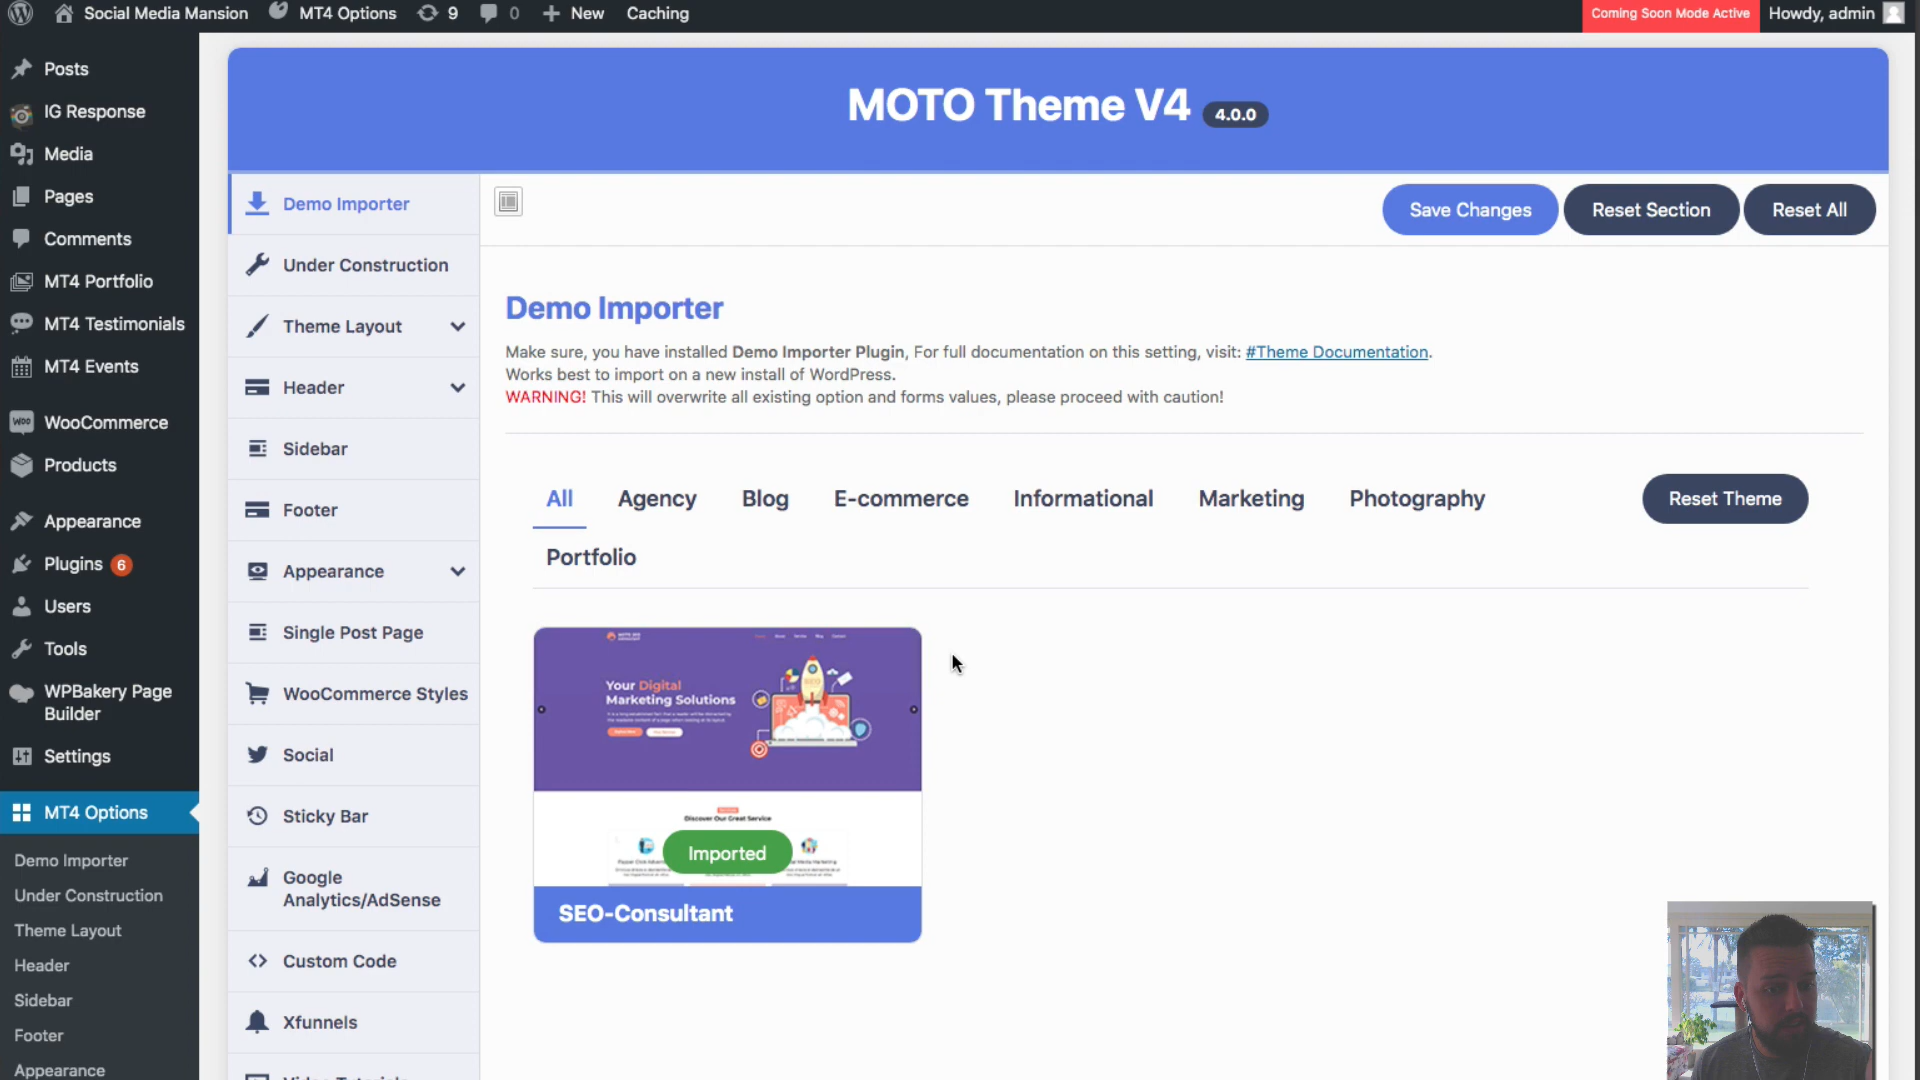 Social Media Mansion
MT4 Options
9
0
New
Caching
Coming Soon Mode Active
Howdy, admin
Posts
IG Response
Media
Pages
Comments
MT4 Portfolio
MT4 Testimonials
MT4 Events
WooCommerce
Products
Appearance
Plugins 6
Users
Tools
WPBakery Page
Builder
Settings
MT4 Options
Demo Importer
Under Construction
Theme Layout
Header
Sidebar
Footer
Appearance
MOTO Theme V4 4.0.0
Demo Importer
Under Construction
Theme Layout
Header
Sidebar
Footer
Appearance
Single Post Page
WooCommerce Styles
Social
Sticky Bar
Google
Analytics/AdSense
Custom Code
Xfunnels
Video Tutorials
Save Changes
Reset Section
Reset All
Demo Importer
Make sure, you have installed Demo Importer Plugin, For full documentation on this setting, visit: #Theme Documentation.
Works best to import on a new install of WordPress.
WARNING! This will overwrite all existing option and forms values, please proceed with caution!
All
Agency
Blog
E-commerce
Informational
Marketing
Photography
Reset Theme
Portfolio
Your Digital
Marketing Solutions
Discover Our Great Service
Imported
SEO-Consultant